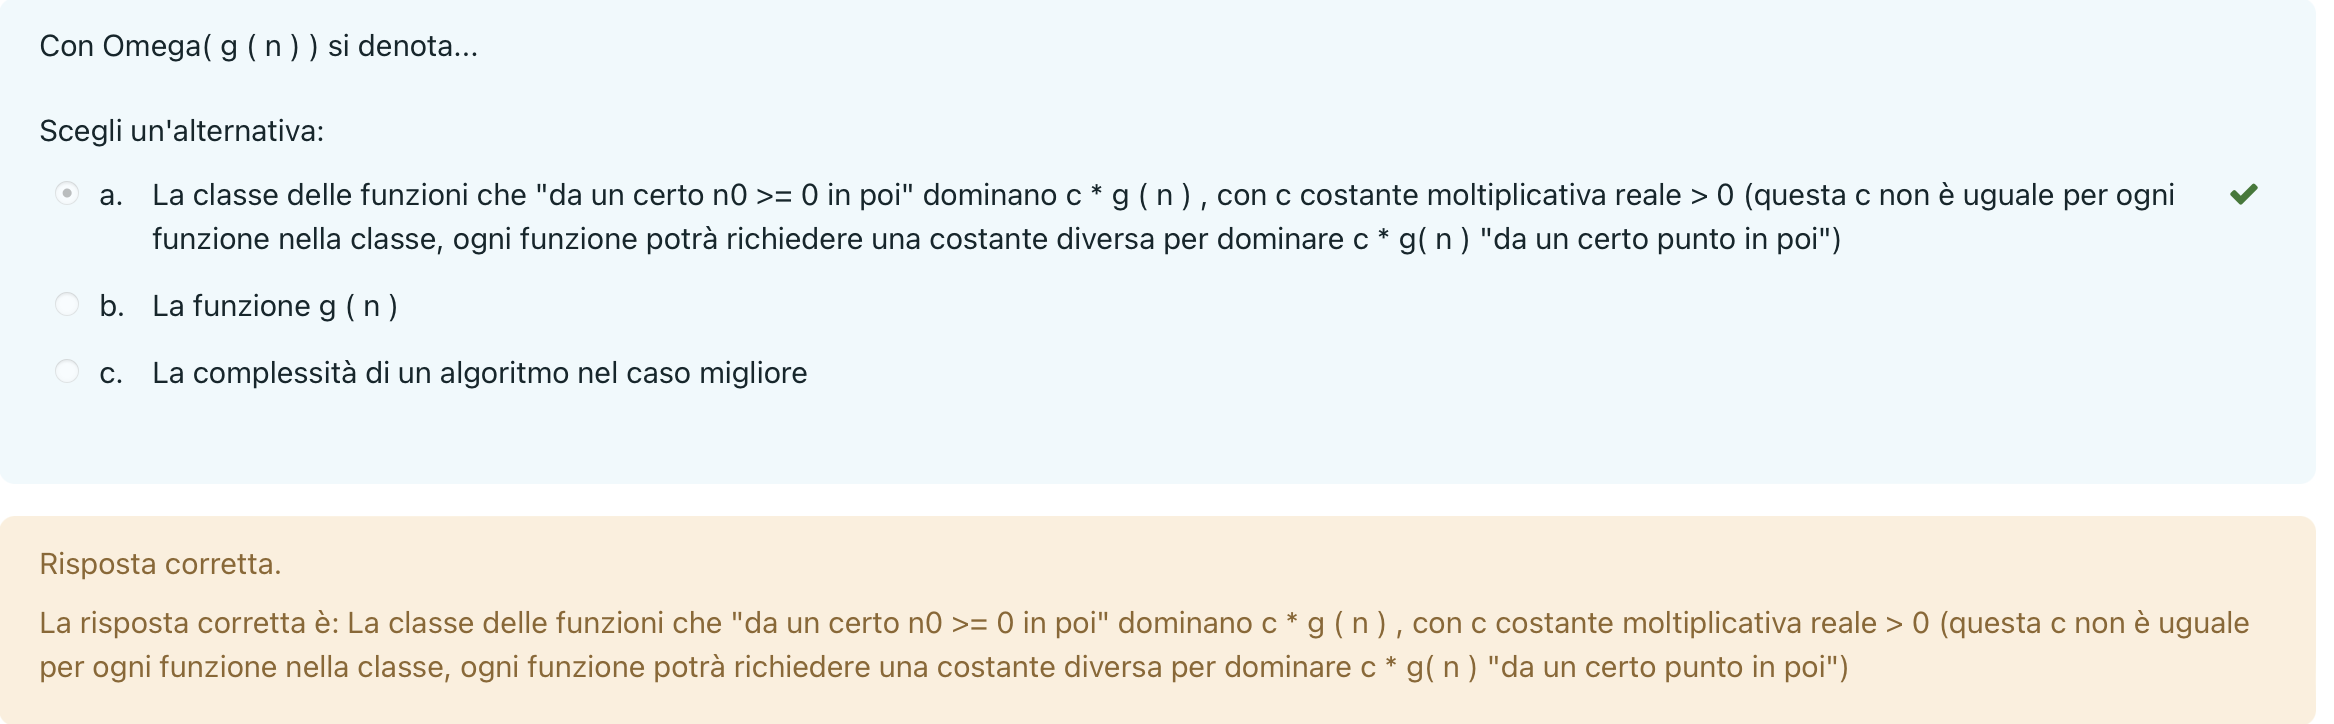 Con Omega( g ( n ) ) si denota...
Scegli un'alternativa:
a. La classe delle funzioni che "da un certo n0 >= 0 in poi" dominano c * g ( n ) , con c costante moltiplicativa reale > 0 (questa c non è uguale per ogni
funzione nella classe, ogni funzione potrà richiedere una costante diversa per dominare c * g( n ) "da un certo punto in poi")
b. La funzione g ( n )
c. La complessità di un algoritmo nel caso migliore
Risposta corretta.
La risposta corretta è: La classe delle funzioni che "da un certo n0 >= 0 in poi" dominano c * g ( n ) , con c costante moltiplicativa reale > 0 (questa c non è uguale
per ogni funzione nella classe, ogni funzione potrà richiedere una costante diversa per dominare c * g( n ) "da un certo punto in poi")